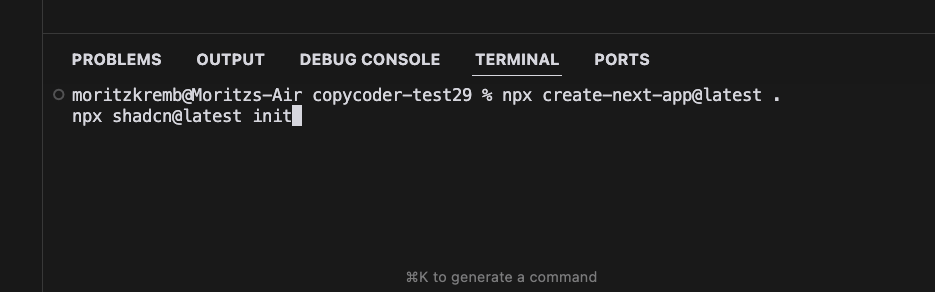 PROBLEMS OUTPUT DEBUG CONSOLE TERMINAL PORTS
moritzkremb@Moritzs-Air copycoder-test29 % npx create-next-app@latest .
npx shadcn@latest init
⌘K to generate a command